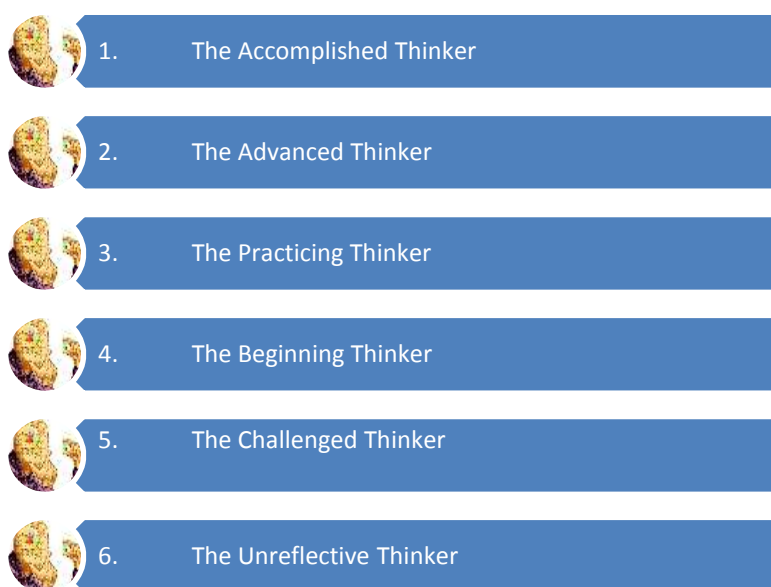 1. The Accomplished Thinker
2. The Advanced Thinker
3. The Practicing Thinker
4. The Beginning Thinker
5. The Challenged Thinker
6. The Unreflective Thinker